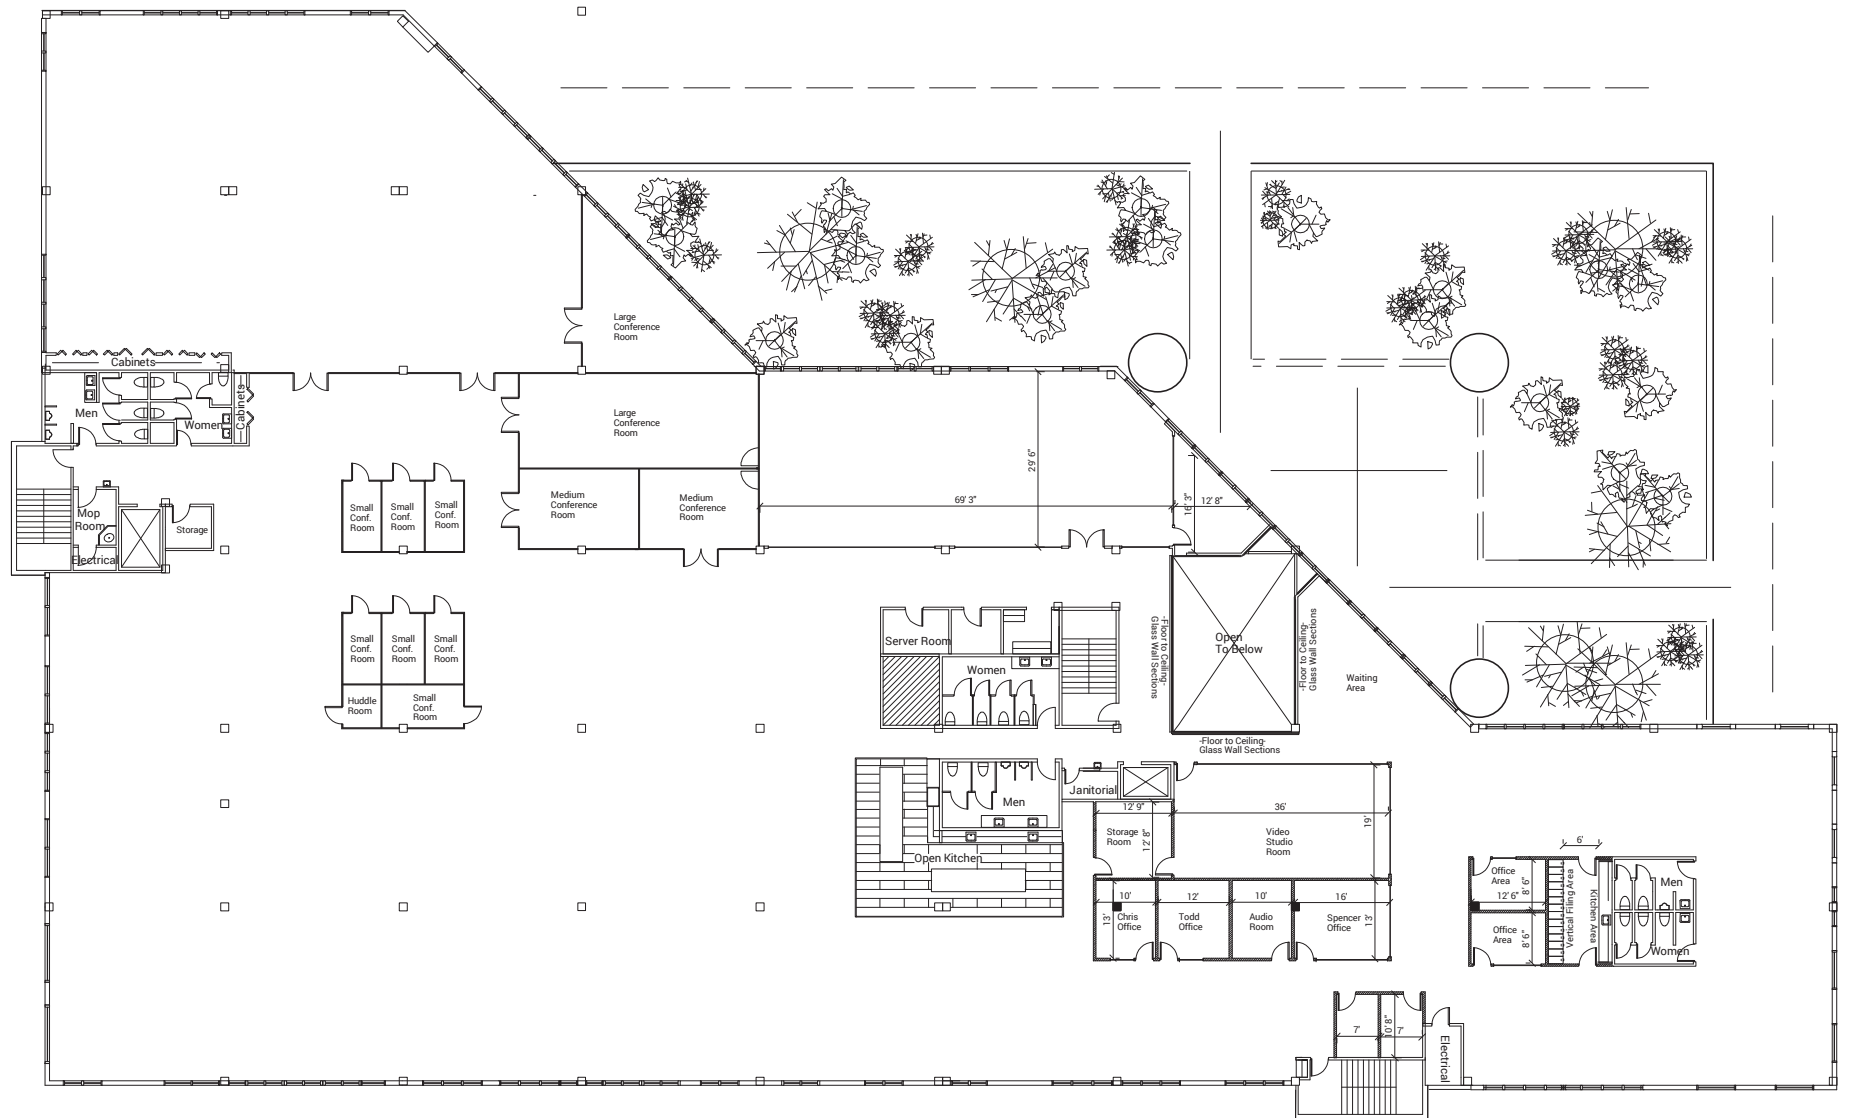 Large
Conference
Room
Cabinets
Cabinets
Men
Women
Large
Conference
Room
29' 6"
69' 3"
16' 3"
12' 8"
Medium
Conference
Room
Medium
Conference
Room
Small
Conf.
Room
Small
Conf.
Room
Small
Conf.
Room
Mop
Room
Storage
Electrical
Small
Conf.
Room
Small
Conf.
Room
Small
Conf.
Room
Huddle
Room
Small
Conf.
Room
Server Room
Women
-Floor to Ceiling-
Glass Wall Sections
Open
To Below
-Floor to Ceiling-
Glass Wall Sections
Waiting
Area
-Floor to Ceiling-
Glass Wall Sections
Men
Janitorial
Open Kitchen
12' 9"
Storage
Room
12' 8"
36'
Video
Studio
Room
19'
10'
13'
Chris
Office
12'
Todd
Office
10'
Audio
Room
16'
Spencer
Office
13'
6'
Office
Area
8' 6"
12' 6"
Office
Area
8' 6"
Vertical Filing Area
Kitchen Area
Men
Women
7'
10' 8"
7'
Electrical